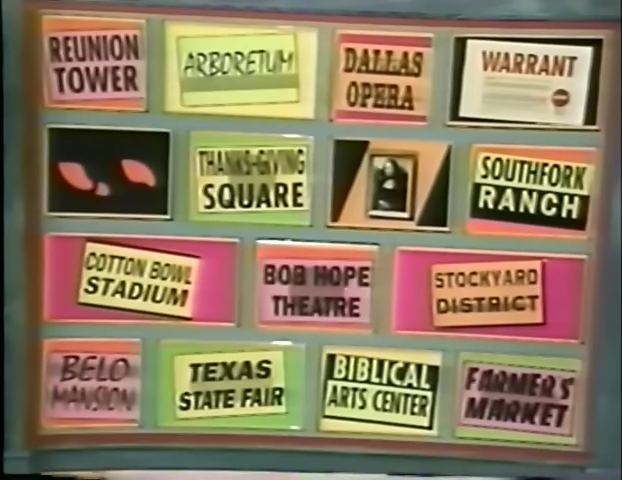 REUNION
TOWER
ARBORETUM
DALLAS
OPERA
WARRANT
THANKS-GIVING
SQUARE
SOUTHFORK
RANCH
COTTON BOWL
STADIUM
BOB HOPE
THEATRE
STOCKYARD
DISTRICT
BELO
MANSION
TEXAS
STATE FAIR
BIBLICAL
ARTS CENTER
FARMER'S
MARKET